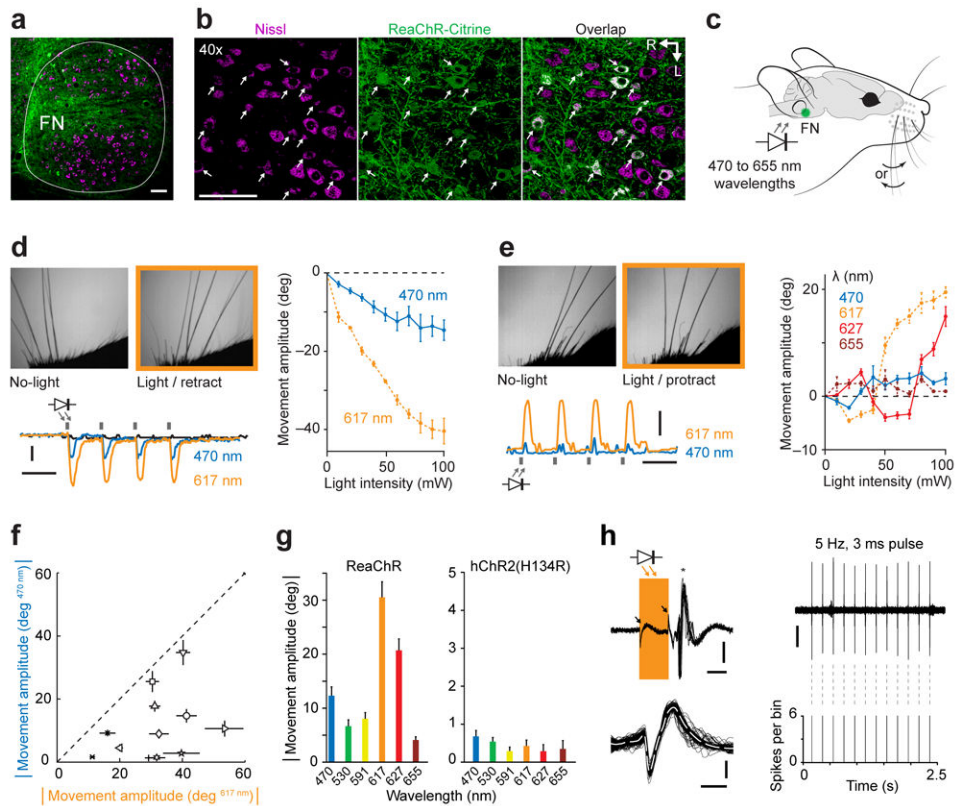 a
FN
b
Nissl
ReaChR-Citrine
Overlap
40x
R
L
c
FN
470 to 655 nm
wavelengths
or
d
No-light
Light / retract
470 nm
617 nm
Movement amplitude (deg)
0
−20
−40
470 nm
617 nm
0
50
100
Light intensity (mW)
e
No-light
Light / protract
617 nm
470 nm
Movement amplitude (deg)
20
10
0
−10
λ (nm)
470
617
627
655
0
50
100
Light intensity (mW)
f
| Movement amplitude (deg 470 nm) |
60
40
20
0
0
20
40
60
| Movement amplitude (deg 617 nm) |
g
ReaChR
hChR2(H134R)
|Movement amplitude (deg)|
30
20
10
0
470
530
591
617
627
655
5
4
3
2
1
0
470
530
591
617
627
655
Wavelength (nm)
h
*
5 Hz, 3 ms pulse
Spikes per bin
6
0
0
2.5
Time (s)